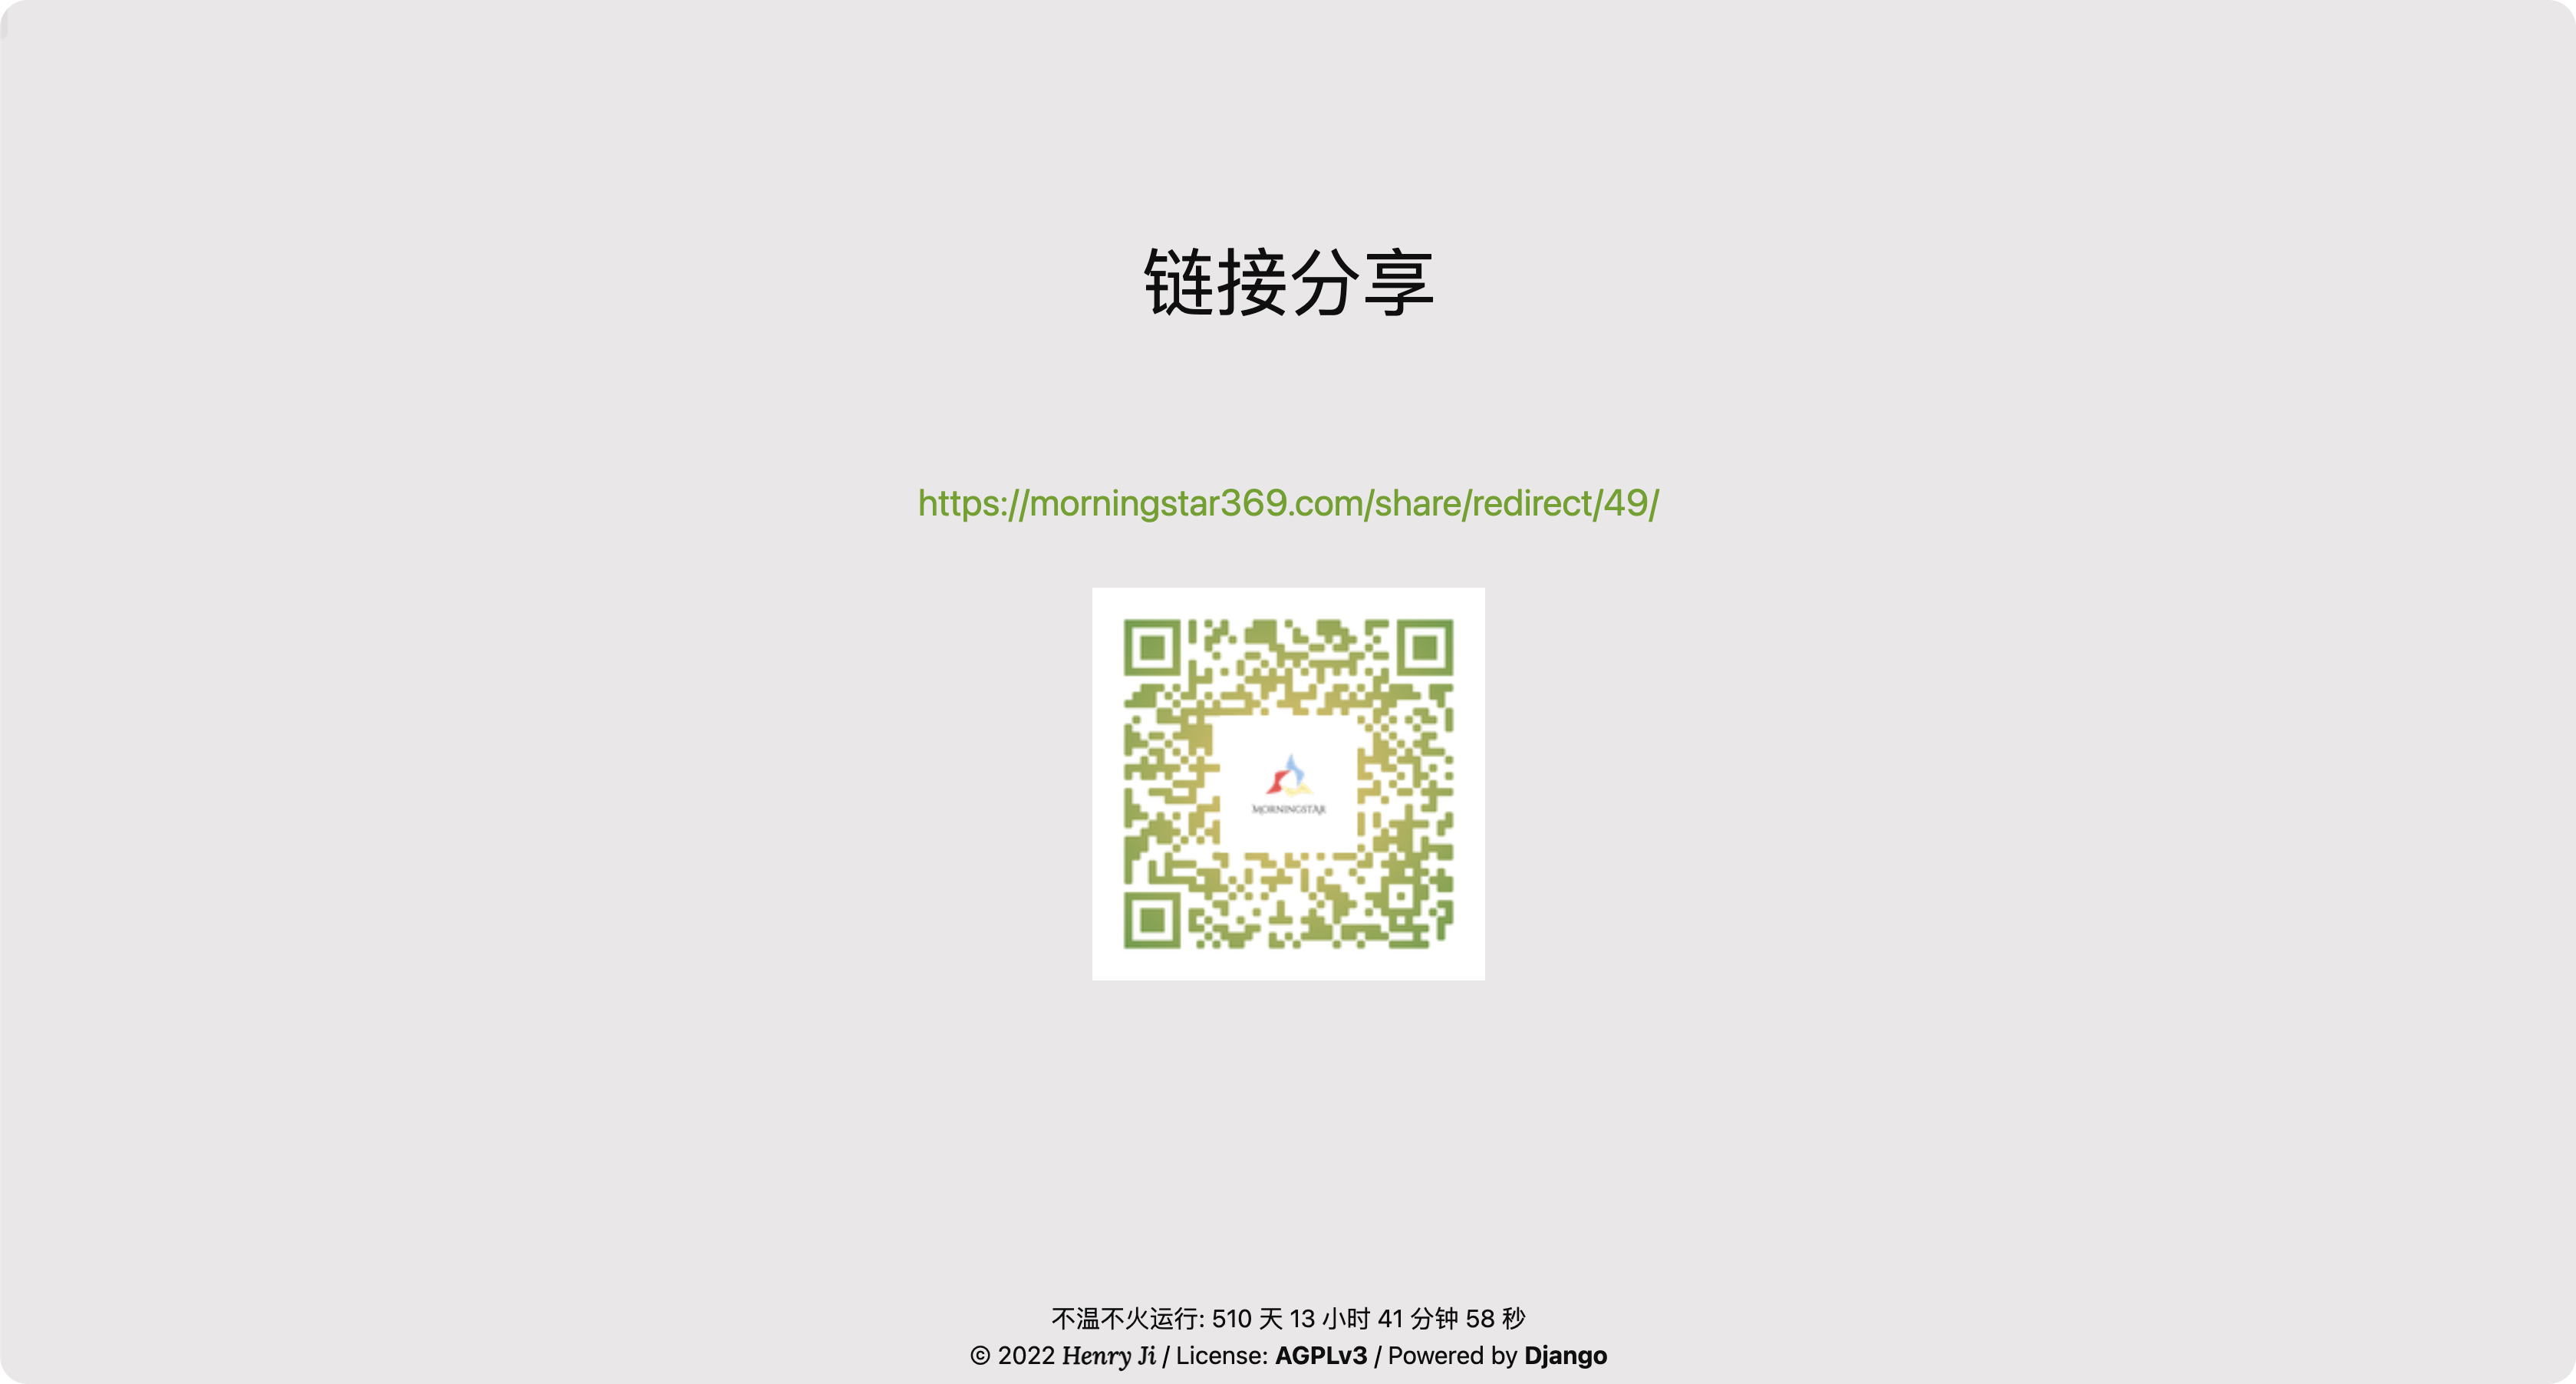 链接分享
https://morningstar369.com/share/redirect/49/
MORNINGSTAR
不温不火运行: 510 天 13 小时 41 分钟 58 秒
© 2022 Henry Ji / License: AGPLv3 / Powered by Django